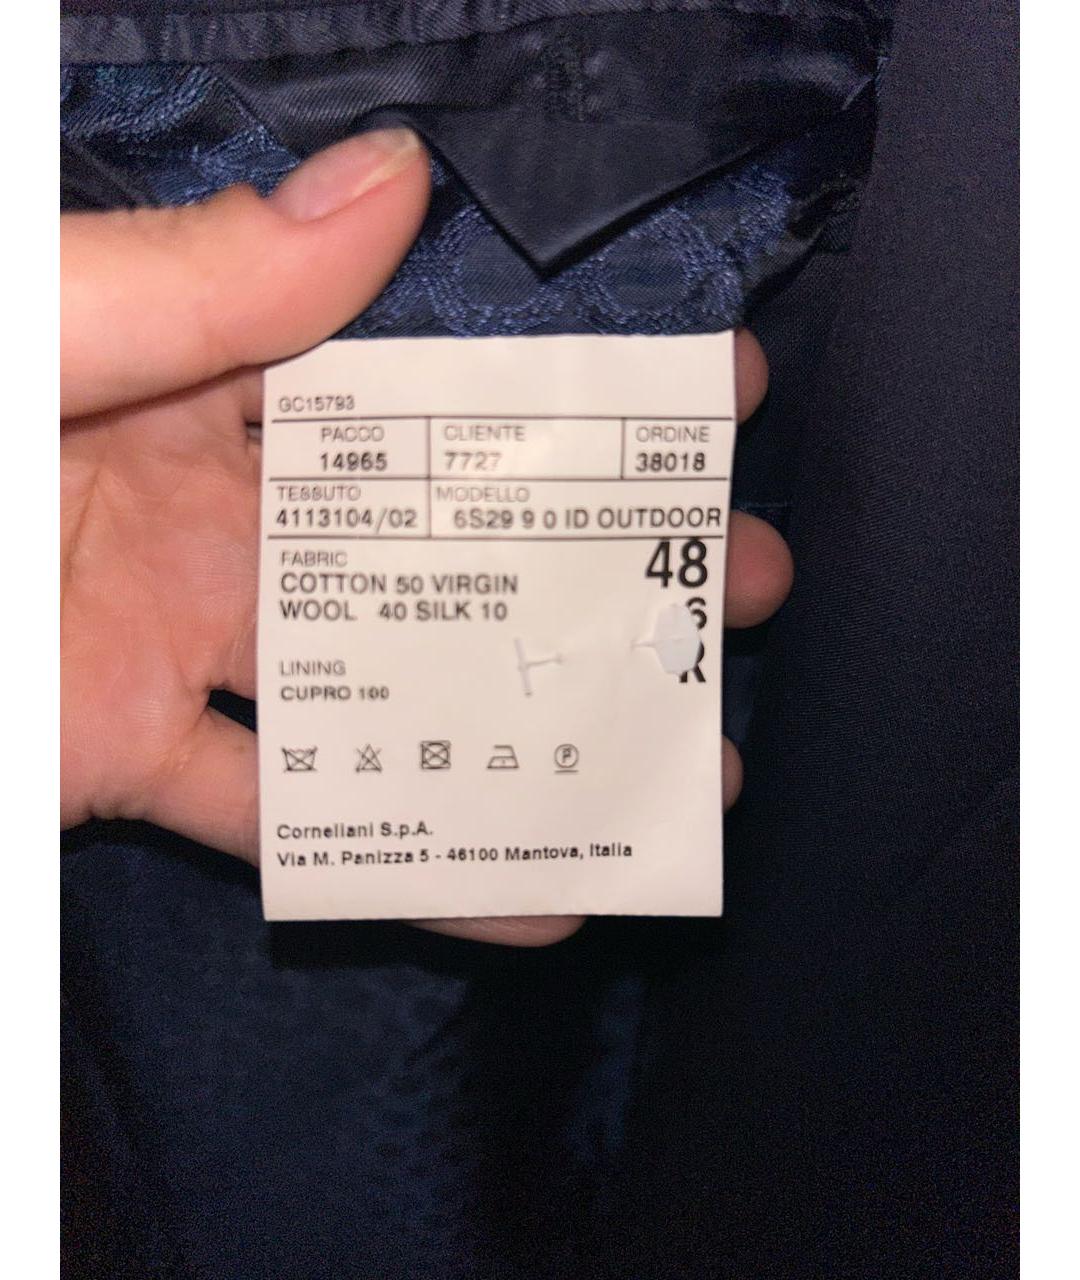 GC15793
PACCO CLIENTE ORDINE
14965 7727 38018
TESSUTO MODELLO
4113104/02 6S29 9 0 ID OUTDOOR
FABRIC
48
COTTON 50 VIRGIN
WOOL 40 SILK 10
6
R
LINING
CUPRO 100
Corneliani S.p.A.
Via M. Panizza 5 - 46100 Mantova, Italia